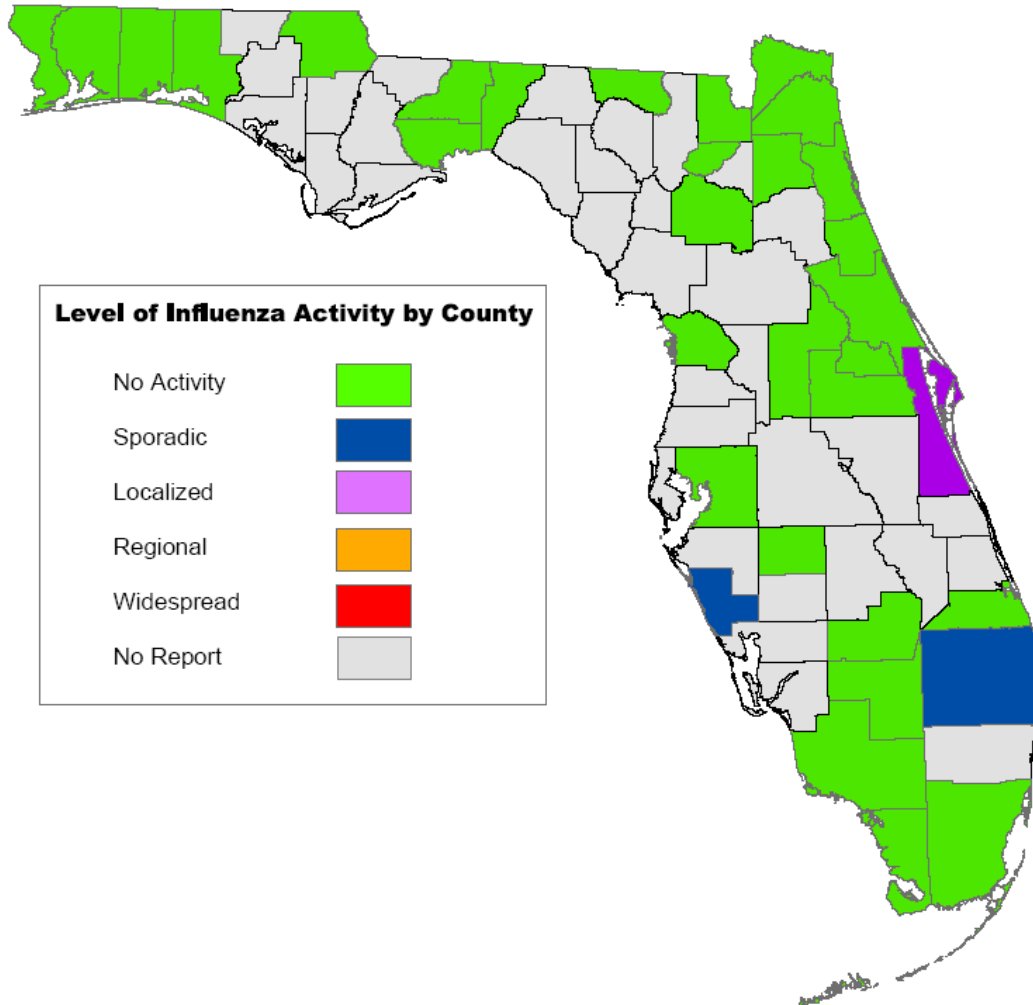 Level of Influenza Activity by County
No Activity
Sporadic
Localized
Regional
Widespread
No Report